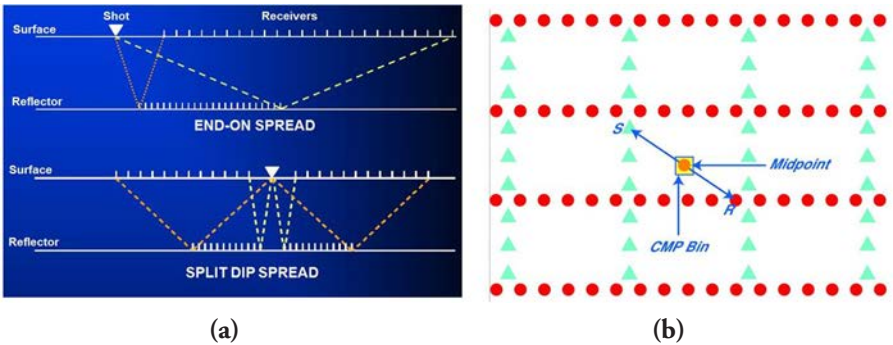 Shot Receivers
Surface
Reflector
END-ON SPREAD
Surface
Reflector
SPLIT DIP SPREAD
(a)
S
Midpoint
R
CMP Bin
(b)